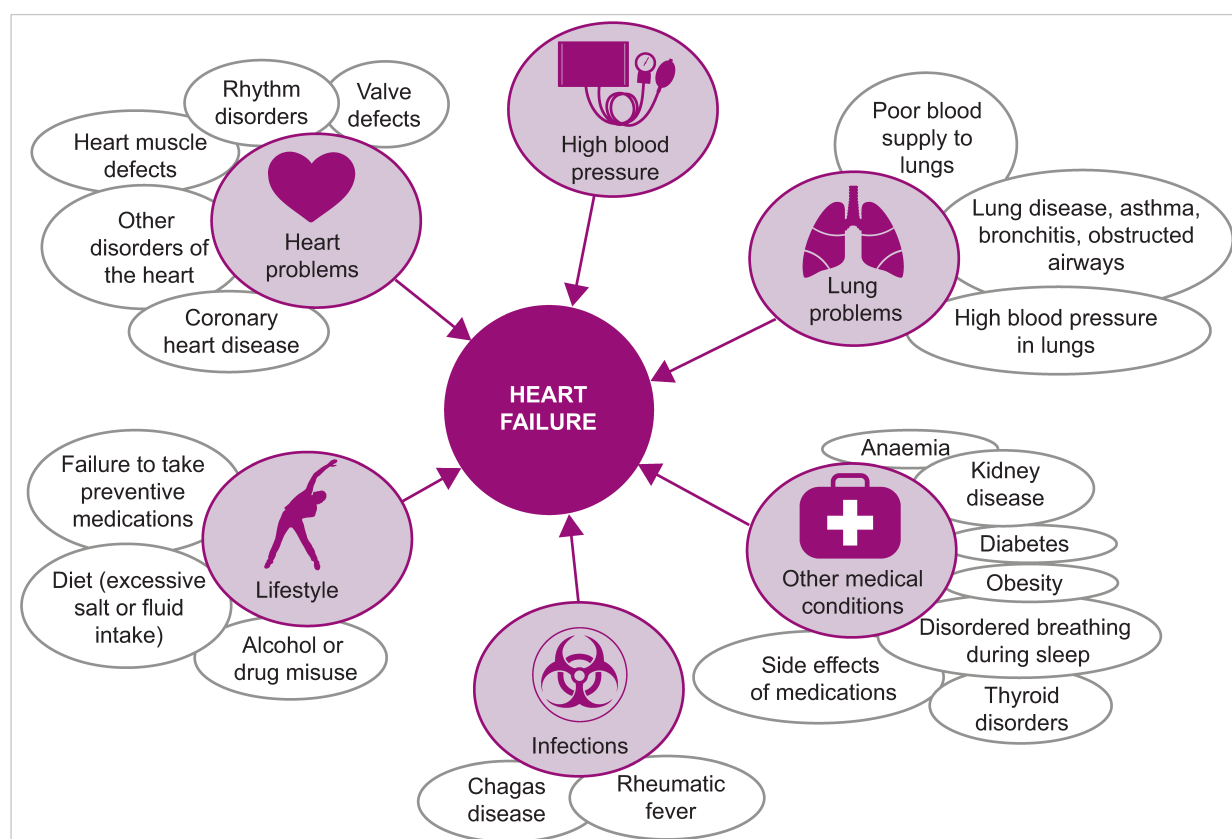 Rhythm
disorders
Valve
defects
Heart muscle
defects
Other
disorders of
the heart
Coronary
heart disease
Heart
problems
High blood
pressure
Poor blood
supply to
lungs
Lung disease, asthma,
bronchitis, obstructed
airways
High blood pressure
in lungs
Lung
problems
HEART
FAILURE
Failure to take
preventive
medications
Diet (excessive
salt or fluid
intake)
Alcohol or
drug misuse
Lifestyle
Anaemia
Kidney
disease
Diabetes
Obesity
Disordered breathing
during sleep
Thyroid
disorders
Side effects
of medications
Other medical
conditions
Infections
Chagas
disease
Rheumatic
fever